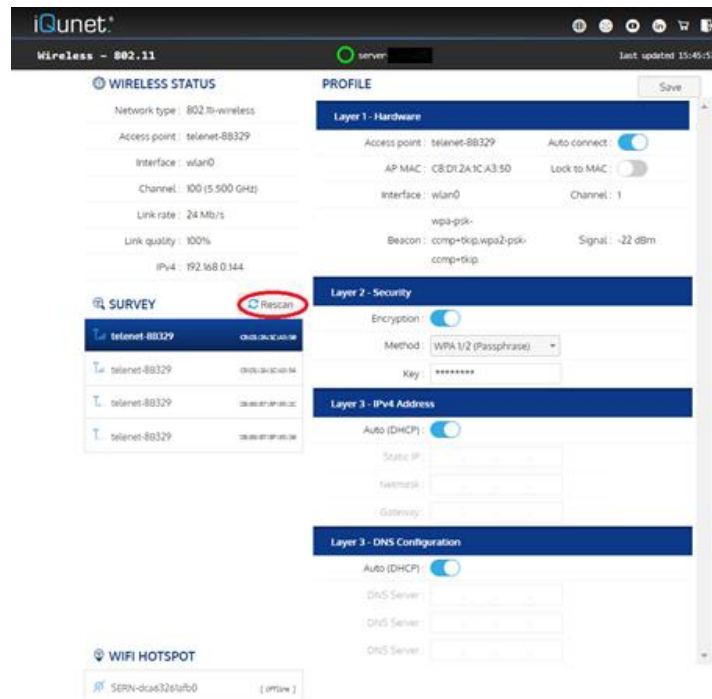 iQunet:
Wireless - 802.11
server
last updated 15:45:5
WIRELESS STATUS
Network type : 802.11-wireless
Access point : telenet-8B329
Interface : wlan0
Channel : 100 (5.500 GHz)
Link rate : 24 Mb/s
Link quality : 100%
IPv4 : 192.168.0.144
SURVEY
Rescan
telenet-8B329
telenet-8B329
telenet-8B329
telenet-8B329
WIFI HOTSPOT
SERN-dca63261afb0 [ offline ]
PROFILE
Save
Layer 1 - Hardware
Access point : telenet-8B329 Auto connect :
AP MAC : C8:D1:2A:1C:A3:50 Lock to MAC :
Interface : wlan0 Channel : 1
Beacon : wpa-psk-
ccmp+tkip,wpa2-psk-
ccmp+tkip
Signal : -22 dBm
Layer 2 - Security
Encryption :
Method : WPA 1/2 (Passphrase)
Key : ********
Layer 3 - IPv4 Address
Auto (DHCP) :
Static IP :
Netmask :
Gateway :
Layer 3 - DNS Configuration
Auto (DHCP) :
DNS Server :
DNS Server :
DNS Server :